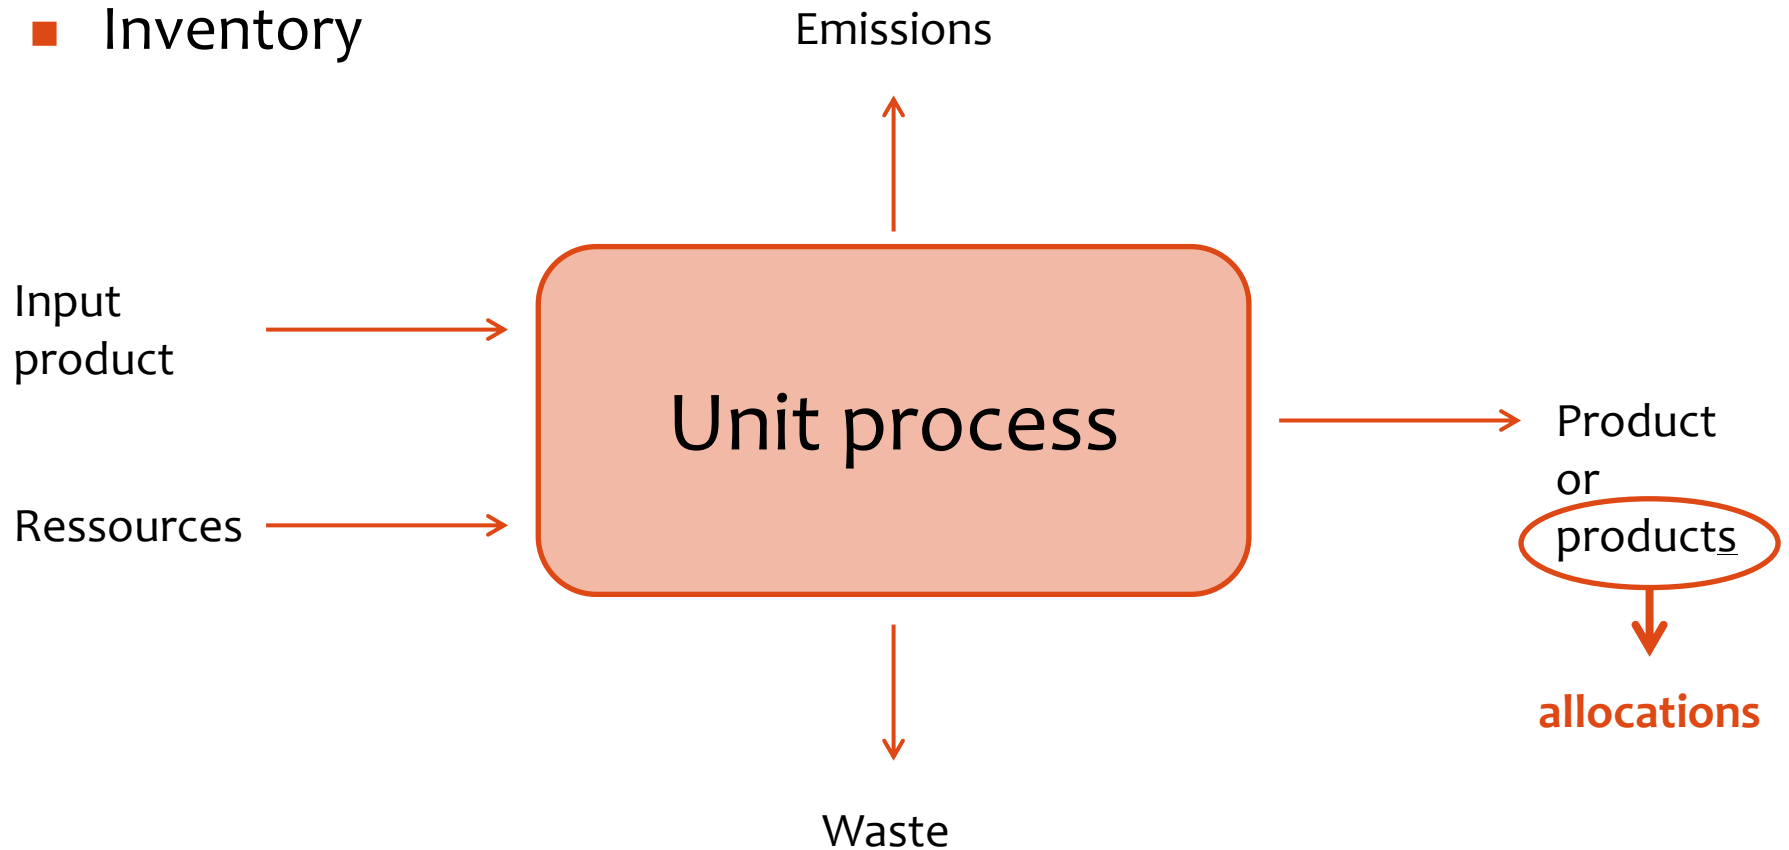 Inventory
Emissions
Input
product
Ressources
Unit process
Product
or
products
allocations
Waste